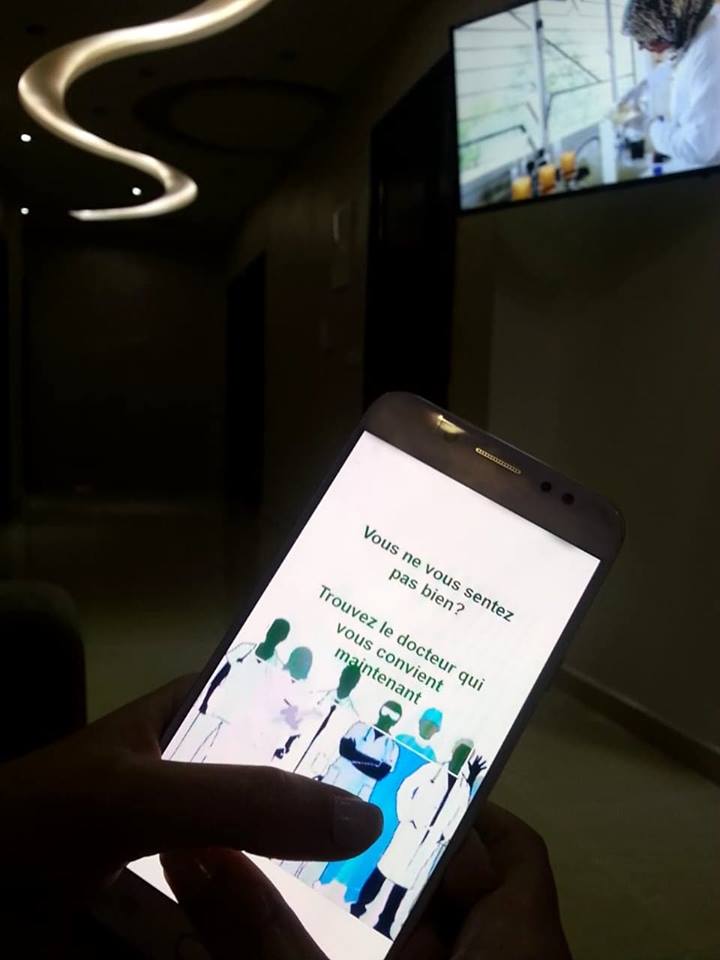 Vous ne vous sentez
pas bien?
Trouvez le docteur qui
vous convient
maintenant